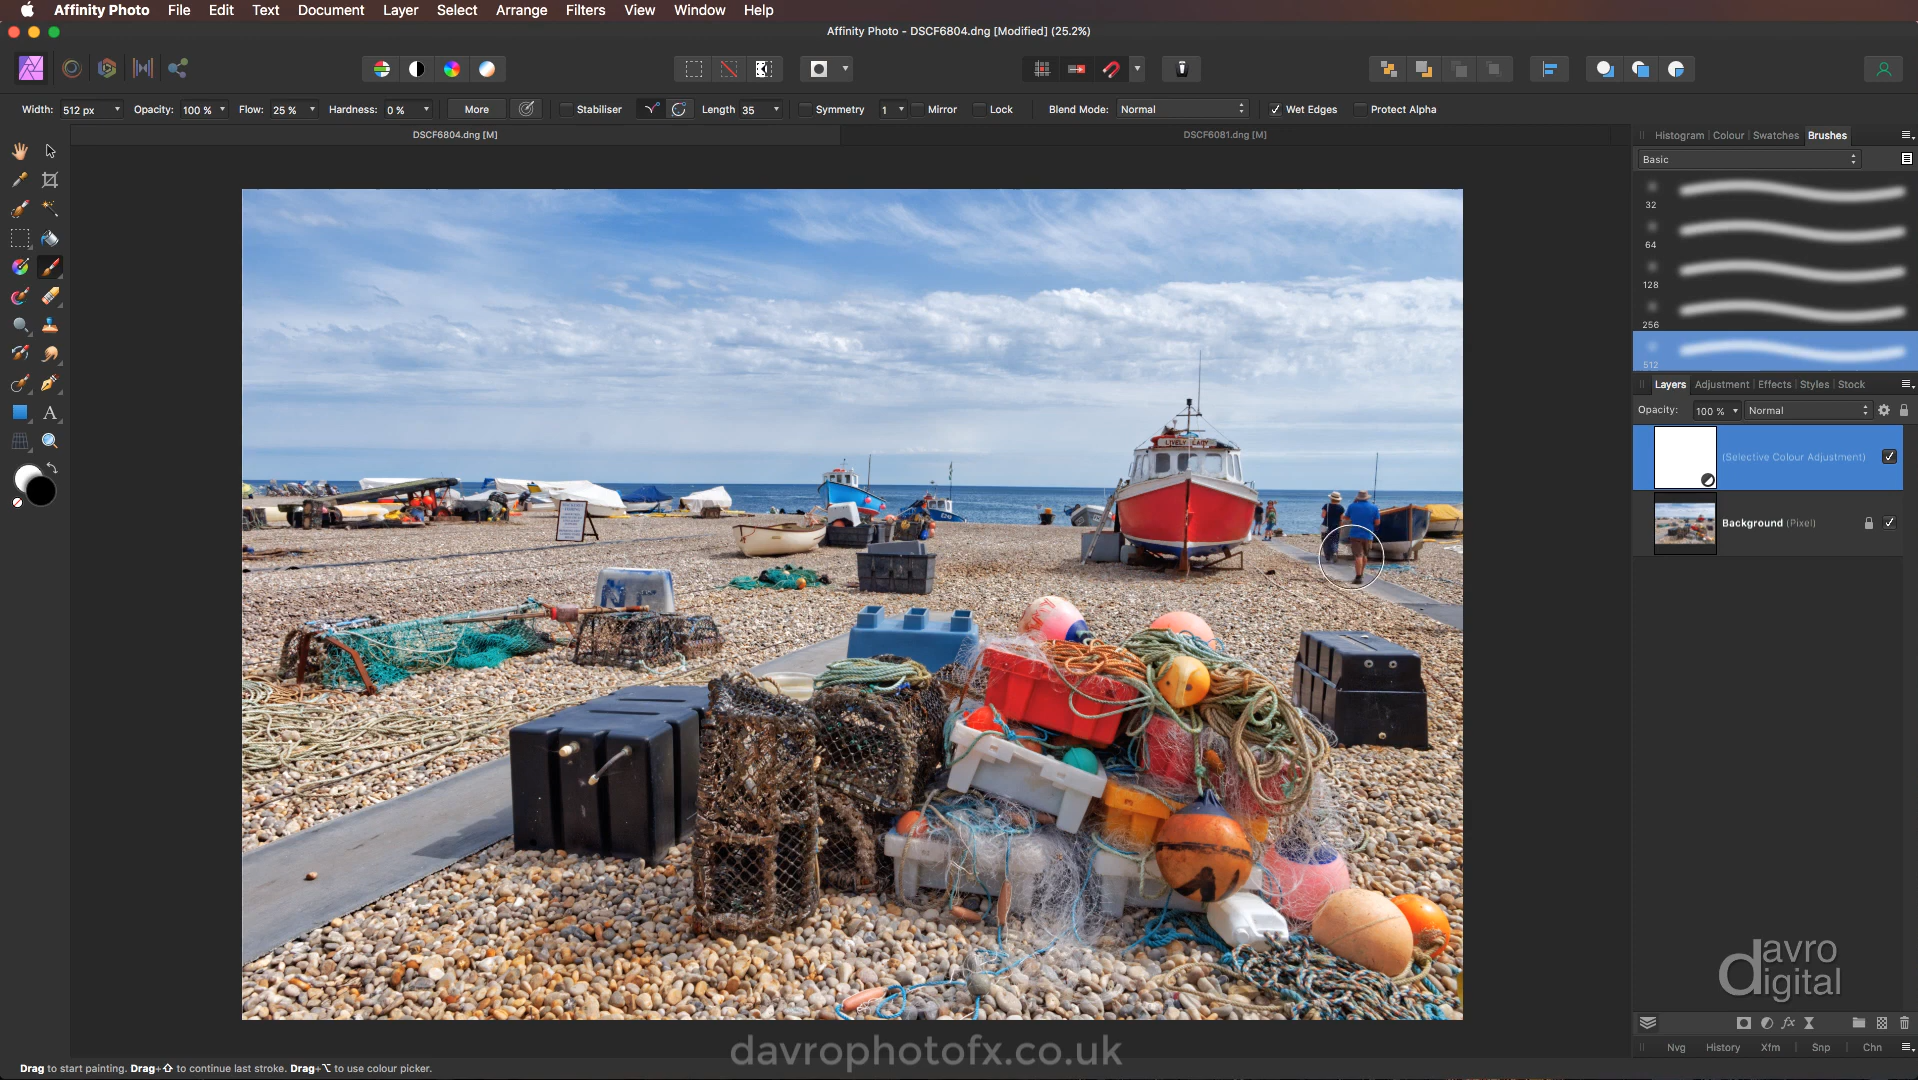 Affinity Photo File Edit Text Document Layer Select Arrange Filters View Window Help
Affinity Photo - DSCF6804.dng [Modified] (25.2%)
Width: 512 px Opacity: 100 % Flow: 25 % Hardness: 0 % More Stabiliser Length 35 Symmetry 1 Mirror Lock Blend Mode: Normal Wet Edges Protect Alpha
DSCF6804.dng [M] DSCF6081.dng [M]
Histogram Colour Swatches Brushes
Basic
32
64
128
256
512
Layers Adjustment Effects Styles Stock
Opacity: 100 % Normal
(Selective Colour Adjustment)
Background (Pixel)
LIVELY LADY
A
davro
digital
fx
davrophotofx.co.uk
Nvg History Xfm Snp Chn
Drag to start painting. Drag+⇧ to continue last stroke. Drag+⌥ to use colour picker.